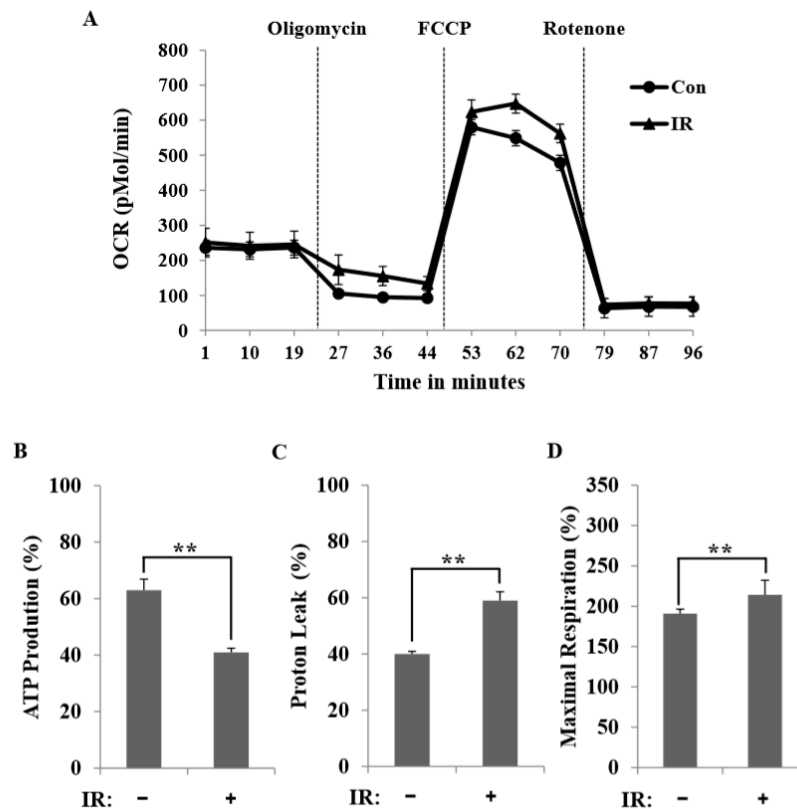 A
Oligomycin FCCP Rotenone
800
700
600
500
400
300
200
100
0
OCR (pMol/min)
Con
IR
1 10 19 27 36 44 53 62 70 79 87 96
Time in minutes
B
100
80
60
40
20
0
ATP Prodution (%)
**
IR: − +
C
100
80
60
40
20
0
Proton Leak (%)
**
IR: − +
D
350
300
250
200
150
100
50
0
Maximal Respiration (%)
**
IR: − +